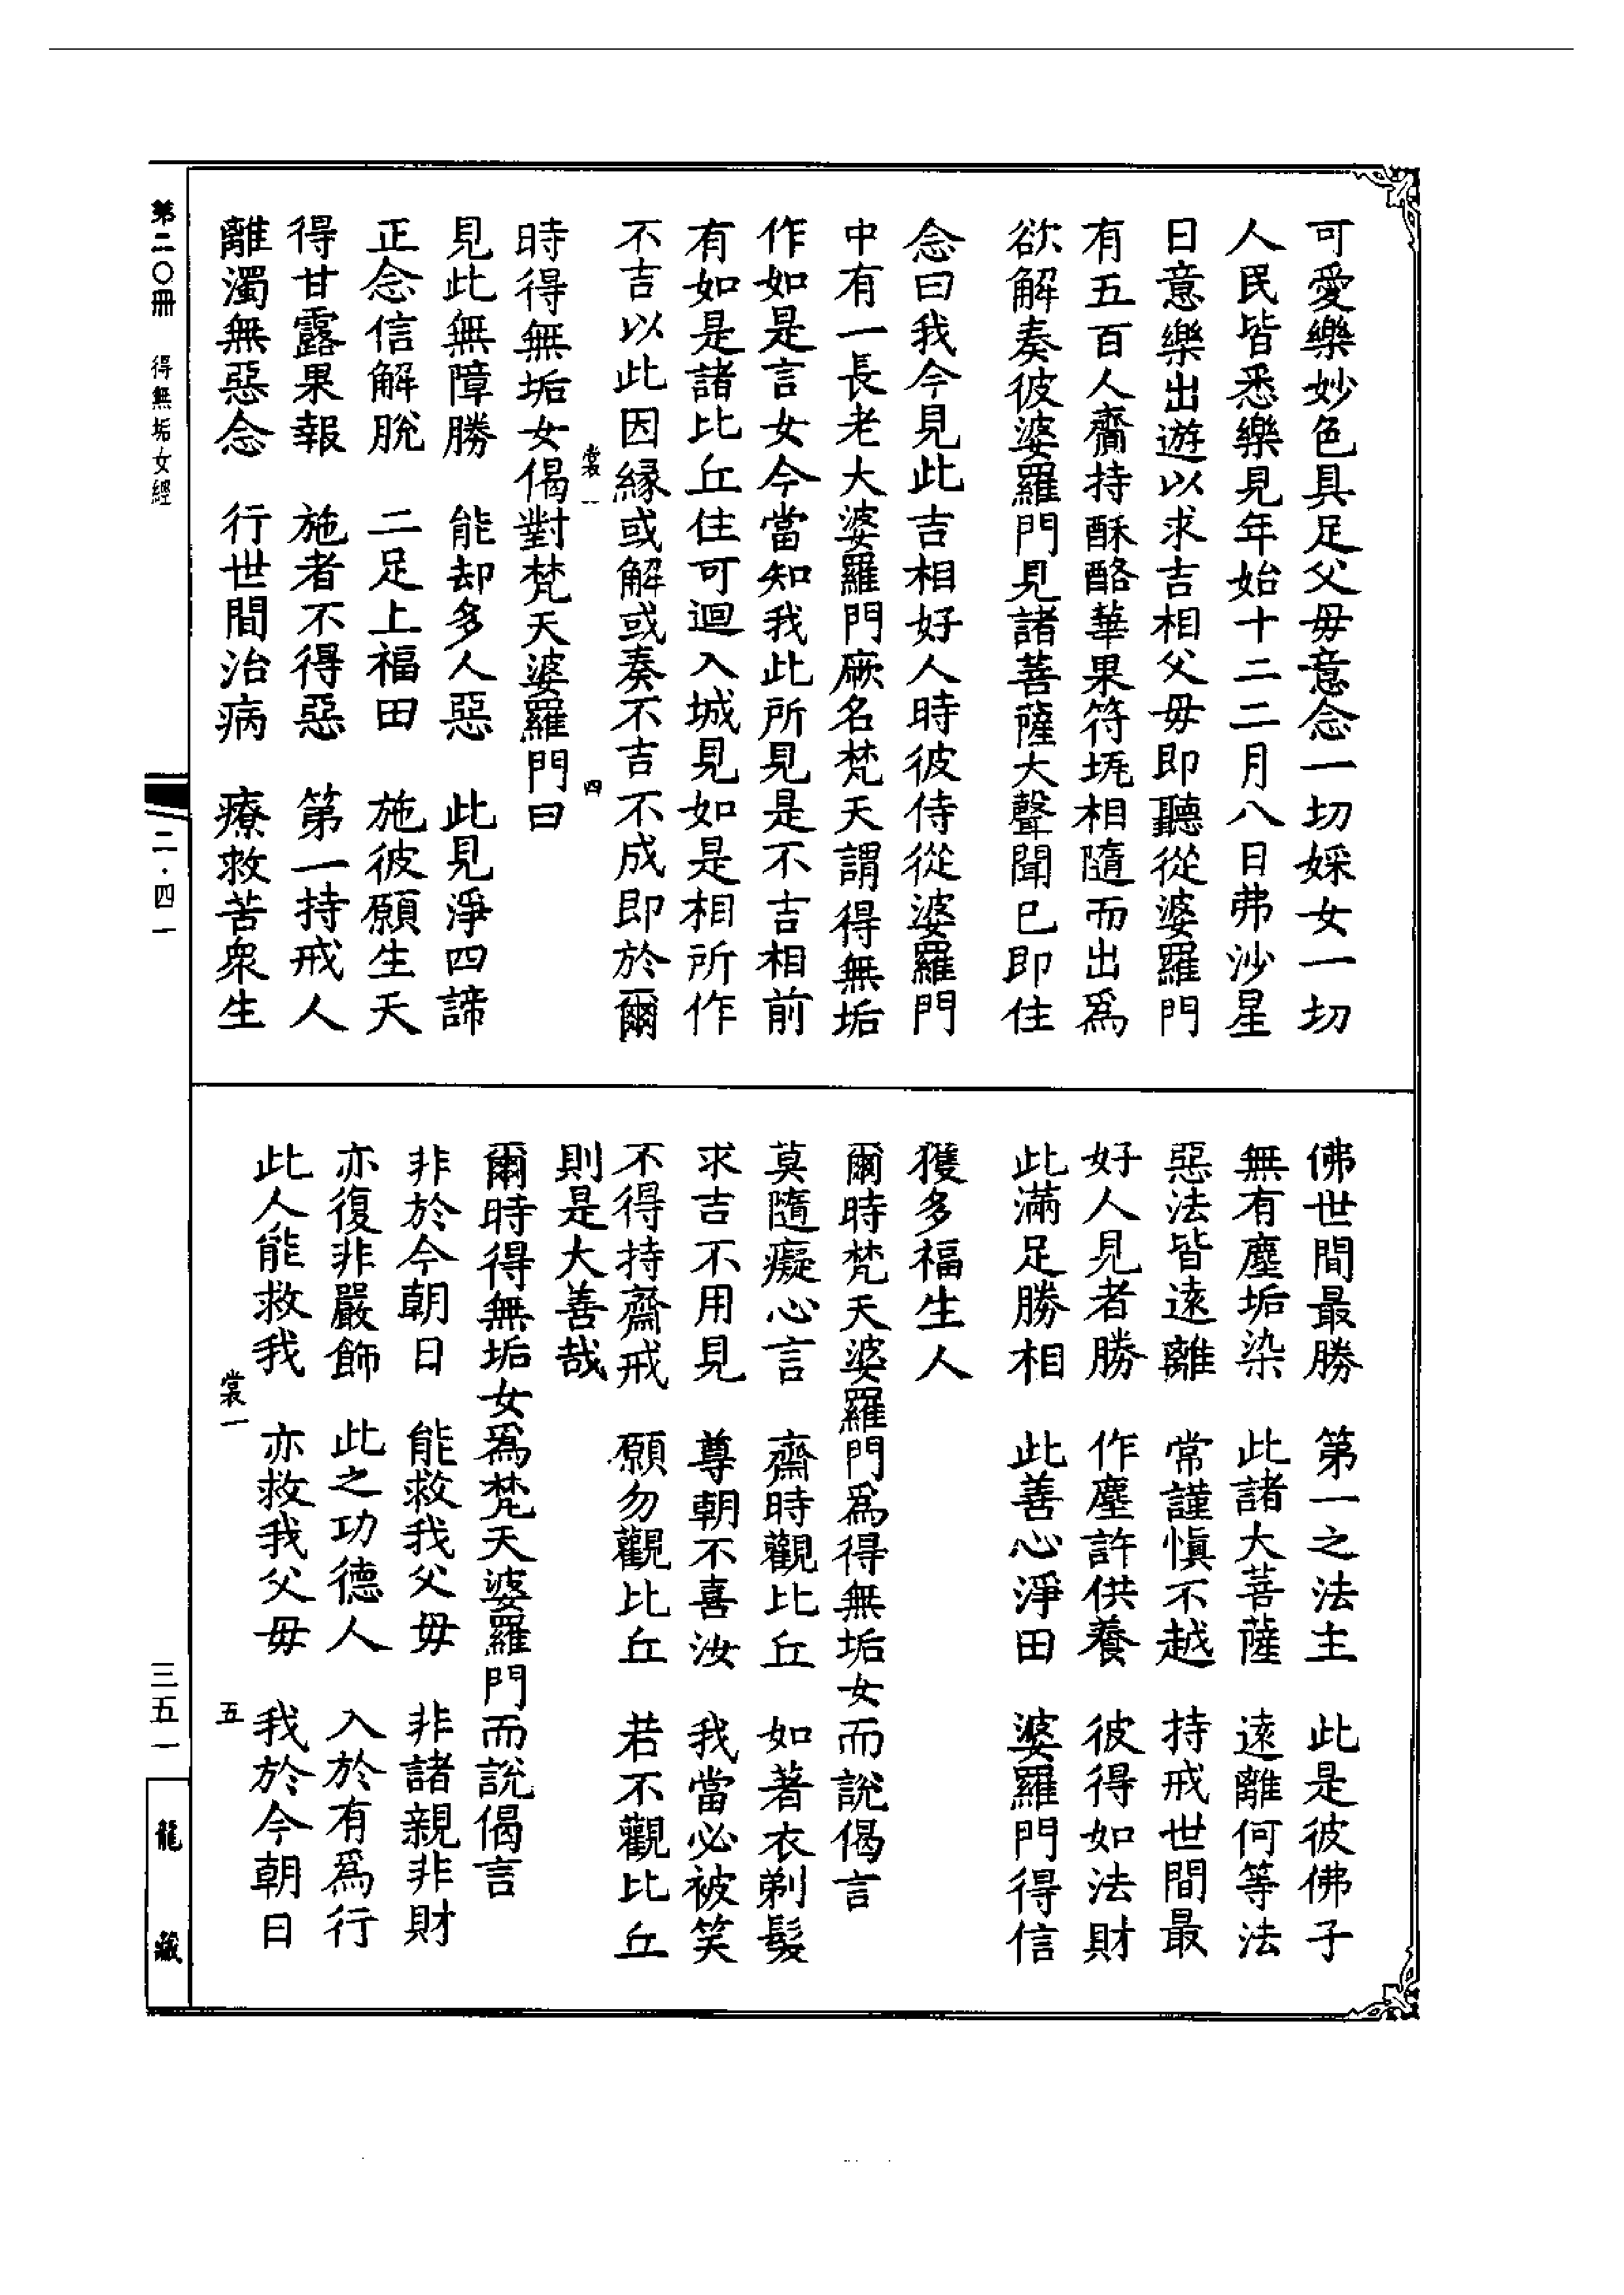 可愛樂妙色具足父母意念一切婇女一切
人民皆悉樂見年始十二二月八日弗沙星
日意樂出遊以求吉相父毋即聽從婆羅門
有五百人齎持酥酪華果符𤬪相隨而出爲
欲解奏彼婆羅門見諸菩薩大聲聞已即住
念曰我今見此吉相好人時彼侍從婆羅門
中有一長老大婆羅門厥名梵天謂得無垢
作如是言女今當知我此所見是不吉相前
有如是諸比丘住可迴入城見如是相所作
不吉以此因緣或解或奏不吉不成即於爾
裳一 四
時得無垢女偈對梵天婆羅門曰
見此無障勝 能却多人惡 此見淨四諦
正念信解脫 二足上福田 施彼願生天
得甘露果報 施者不得惡 第一持戒人
離濁無惡念 行世間治病 療救苦衆生
佛世間最勝 第一之法主 此是彼佛子
無有塵垢染 此諸大菩薩 遠離何等法
惡法皆遠離 常謹慎不越 持戒世間最
好人見者勝 作塵許供養 彼得如法財
此滿足勝相 此善心淨田 婆羅門得信
獲多福生人
爾時梵天婆羅門爲得無垢女而說偈言
莫隨癡心言 齋時觀比丘 如著衣剃髮
求吉不用見 尊朝不喜汝 我當必被笑
不得持齋戒 願勿觀比丘 若不觀比丘
則是大善哉
爾時得無垢女爲梵天婆羅門而說偈言
非於今朝日 能救我父毋 非諸親非財
亦復非嚴飾 此之功德人 入於有爲行
此人能救我 亦救我父毋 我於今朝日
裳一 五
第二〇冊 得無垢女經
二·四一
三五一
龍藏